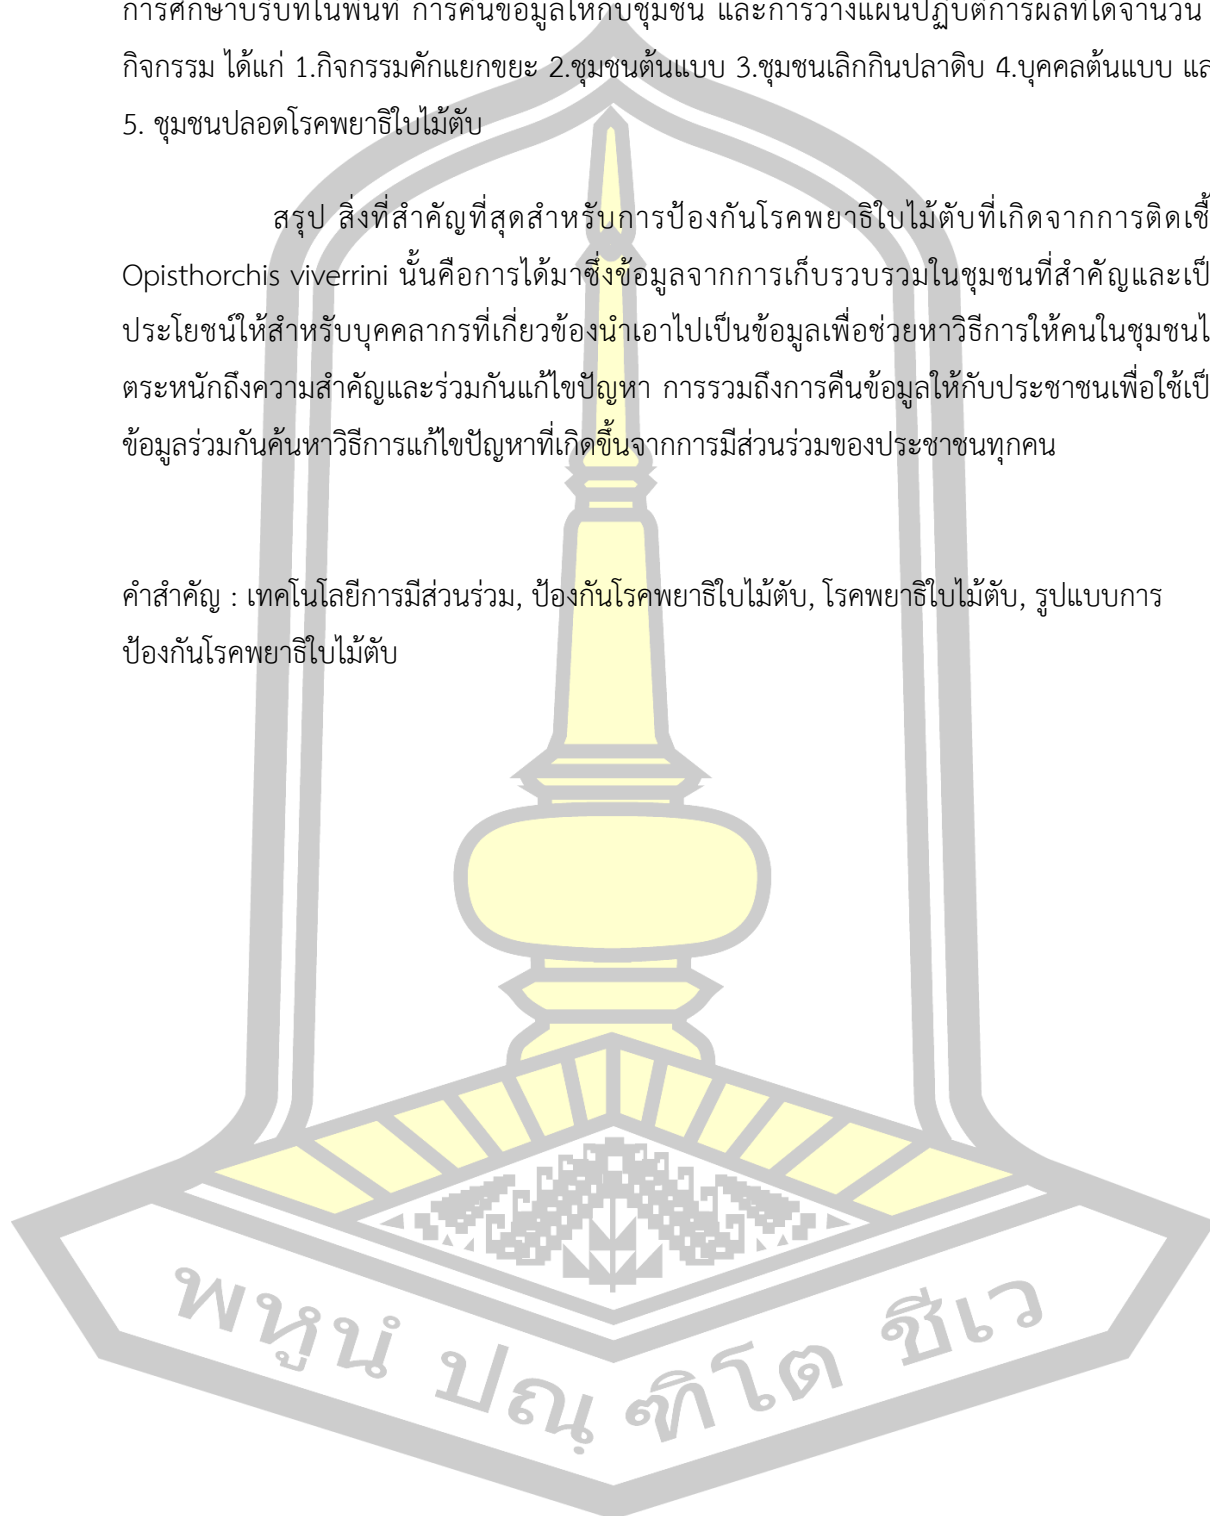 การศึกษาบริบทในพื้นที่ การคืนข้อมูลให้กับชุมชน และการวางแผนปฏิบัติการผลที่ได้จำนวน
กิจกรรม ได้แก่ 1.กิจกรรมคักแยกขยะ 2.ชุมชนต้นแบบ 3.ชุมชนเลิกกินปลาดิบ 4.บุคคลต้นแบบ แล
5. ชุมชนปลอดโรคพยาธิใบไม้ตับ
สรุป สิ่งที่สำคัญที่สุดสำหรับการป้องกันโรคพยาธิใบไม้ตับที่เกิดจากการติดเชื้
Opisthorchis viverrini นั้นคือการได้มาซึ่งข้อมูลจากการเก็บรวบรวมในชุมชนที่สำคัญและเป็
ประโยชน์ให้สำหรับบุคคลากรที่เกี่ยวข้องนำเอาไปเป็นข้อมูลเพื่อช่วยหาวิธีการให้คนในชุมชนไ
ตระหนักถึงความสำคัญและร่วมกันแก้ไขปัญหา การรวมถึงการคืนข้อมูลให้กับประชาชนเพื่อใช้เป็
ข้อมูลร่วมกันค้นหาวิธีการแก้ไขปัญหาที่เกิดขึ้นจากการมีส่วนร่วมของประชาชนทุกคน
คำสำคัญ : เทคโนโลยีการมีส่วนร่วม, ป้องกันโรคพยาธิใบไม้ตับ, โรคพยาธิใบไม้ตับ, รูปแบบการ
ป้องกันโรคพยาธิใบไม้ตับ
พหูนํ ปณฺฑิโต ชีเว